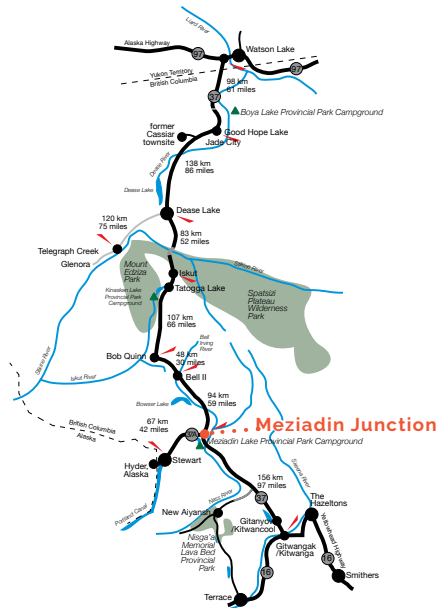 Liard River
Alaska Highway
97
Watson Lake
97
Yukon Territory
British Columbia
98 km
61 miles
37
Boya Lake Provincial Park Campground
former
Cassiar
townsite
Good Hope Lake
Jade City
Dease River
138 km
86 miles
Dease Lake
Dease Lake
120 km
75 miles
83 km
52 miles
Telegraph Creek
Glenora
Mount
Edziza
Park
Iskut
Tatogga Lake
Kinaskan Lake
Provincial Park
Campground
Spatsizi
Plateau
Wilderness
Park
Stikine River
107 km
66 miles
Stikine River
Iskut River
Bob Quinn
48 km
30 miles
Bell
Irving
River
Bell II
Bowser Lake
94 km
59 miles
British Columbia
Alaska
67 km
42 miles
37A
Meziadin Junction
Meziadin Lake Provincial Park Campground
Stewart
Hyder,
Alaska
Portland Canal
156 km
97 miles
37
Skeena River
Nass River
New Aiyansh
The
Hazeltons
Gitanyow
/Kitwancool
Gitwangak
/Kitwanga
Yellowhead Highway
Nisga'a
Memorial
Lava Bed
Provincial
Park
16
16
Smithers
Terrace